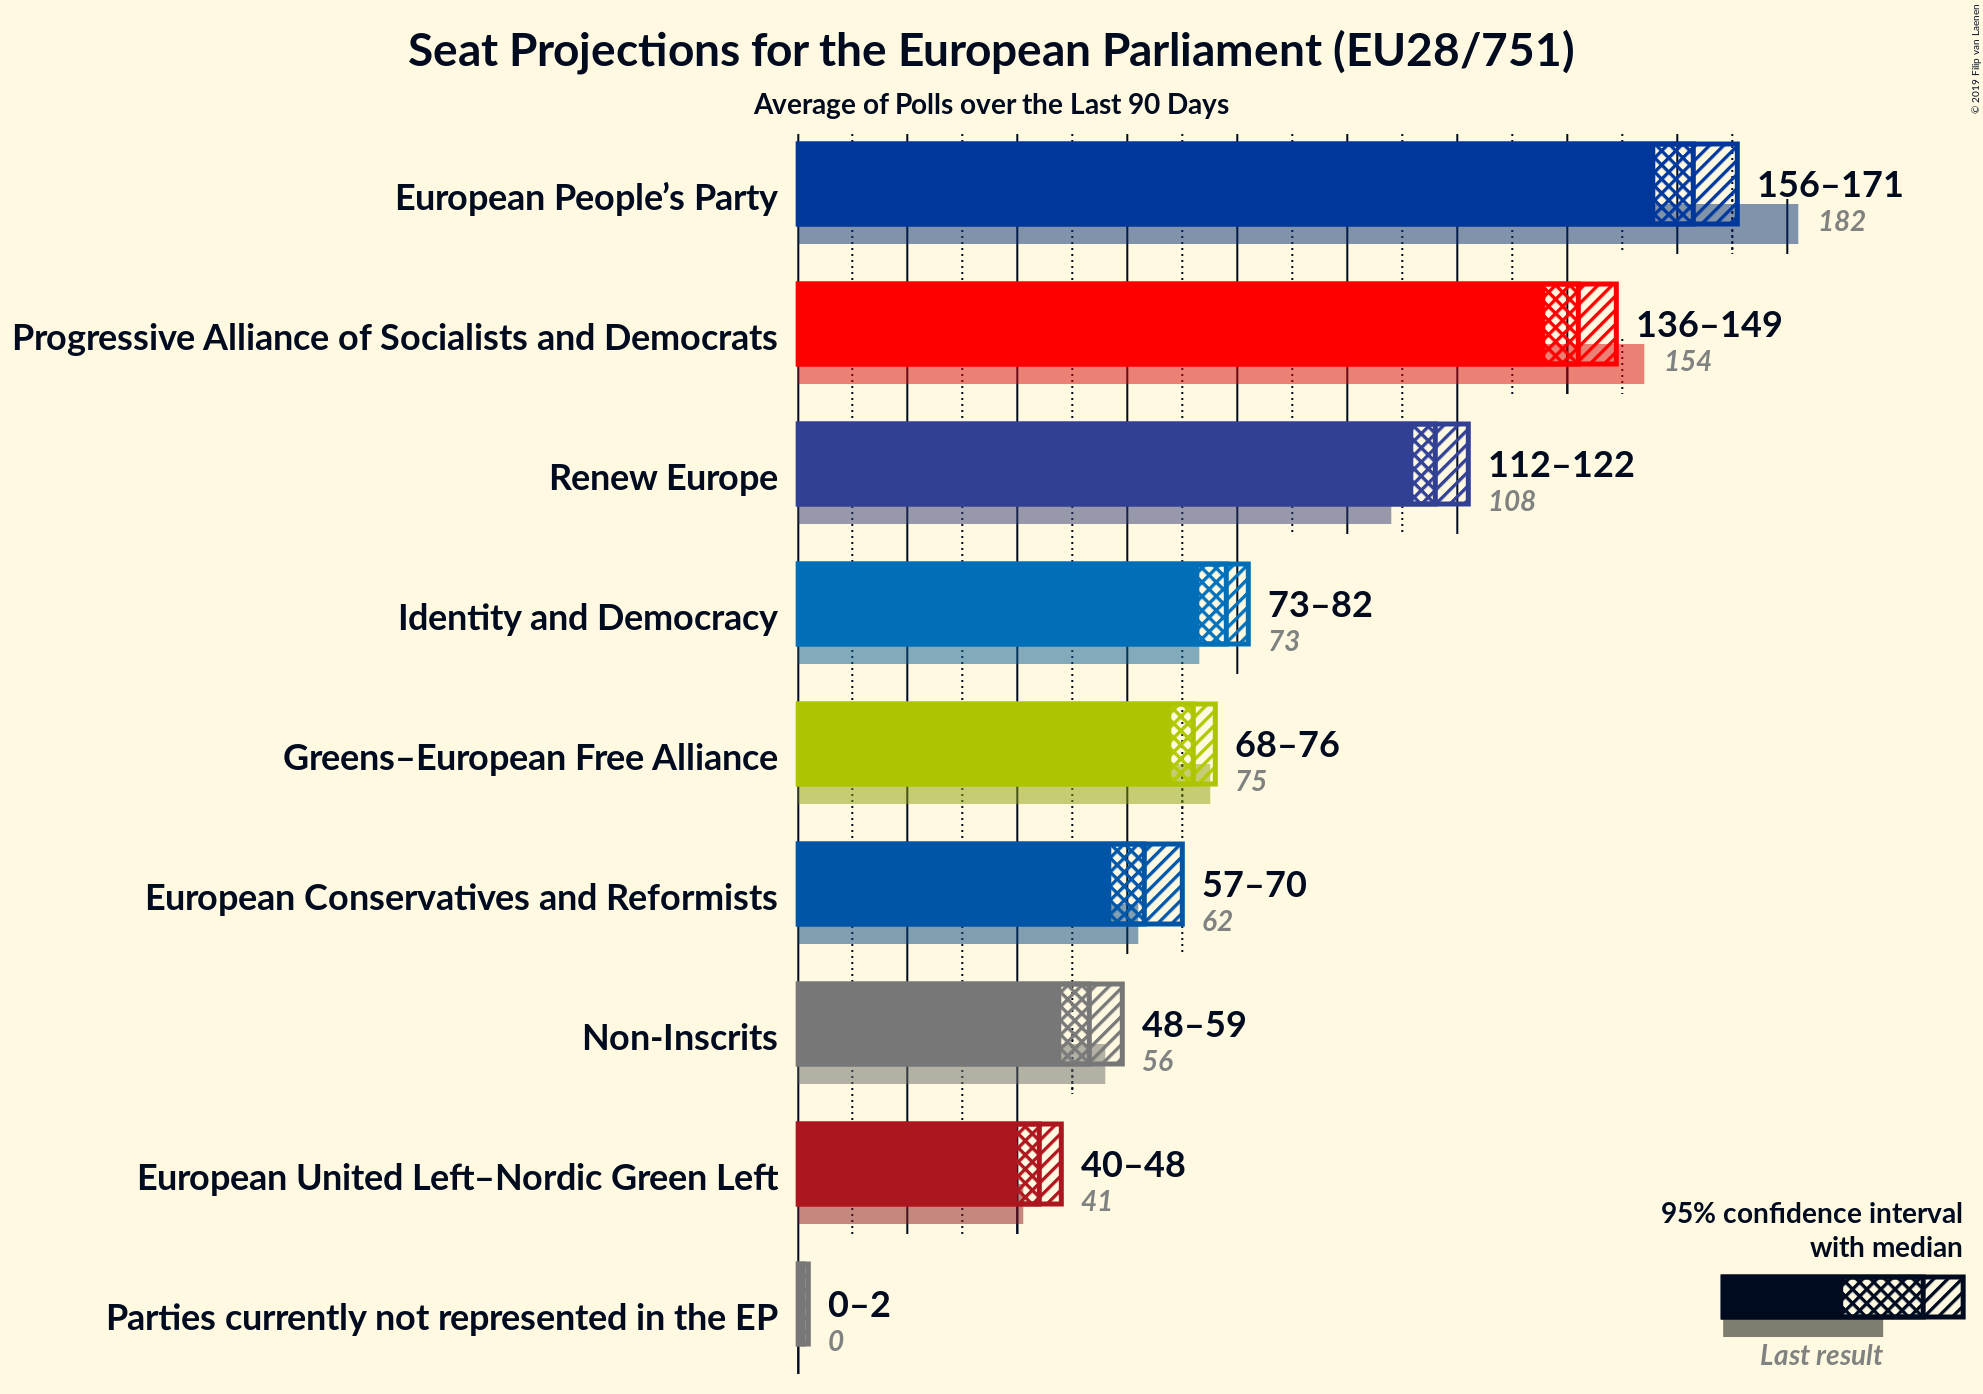 Seat Projections for the European Parliament (EU28/751)
Average of Polls over the Last 90 Days
© 2019 Filip van Laenen
European People’s Party
156–171
182
Progressive Alliance of Socialists and Democrats
136–149
154
Renew Europe
112–122
108
Identity and Democracy
73–82
73
Greens–European Free Alliance
68–76
75
European Conservatives and Reformists
57–70
62
Non-Inscrits
48–59
56
European United Left–Nordic Green Left
40–48
41
Parties currently not represented in the EP
0–2
0
95% confidence interval
with median
Last result